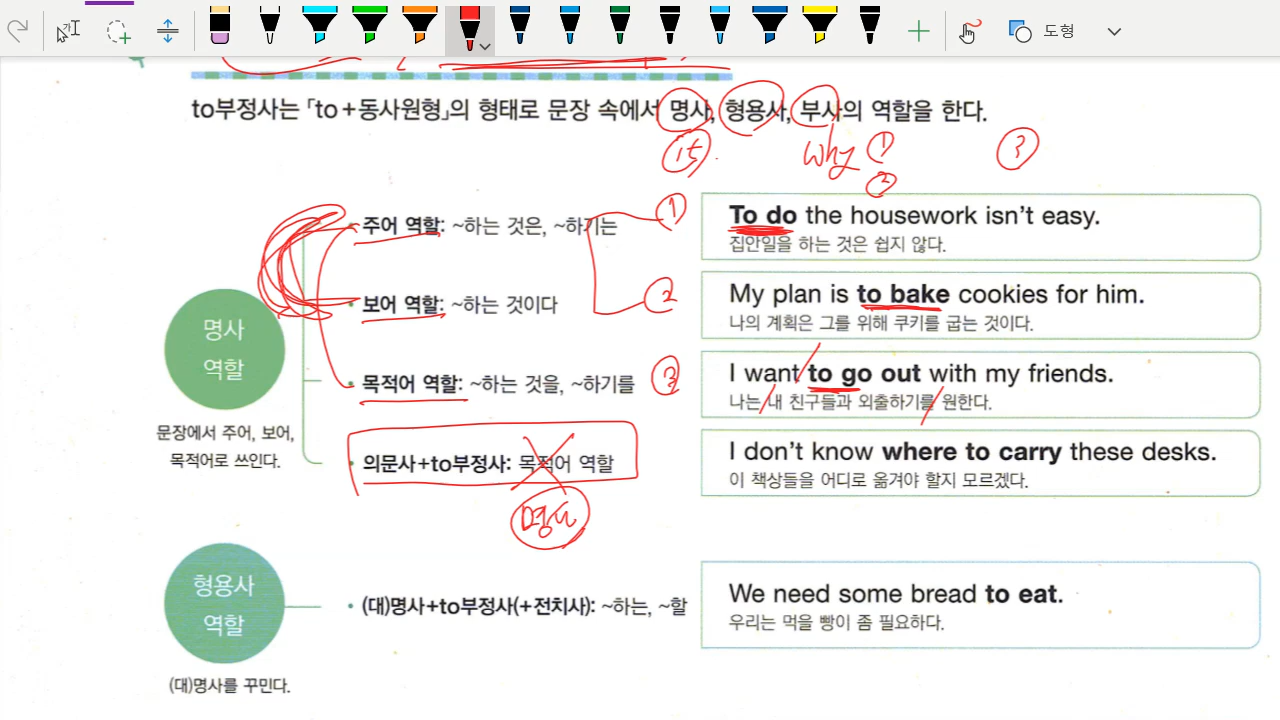 도형
to부정사는 「to+동사원형」의 형태로 문장 속에서 명사, 형용사, 부사의 역할을 한다.
it why ① ③
②
주어 역할: ~하는 것은, ~하기는 ①
To do the housework isn't easy.
집안일을 하는 것은 쉽지 않다.
보어 역할: ~하는 것이다 ②
My plan is to bake cookies for him.
나의 계획은 그를 위해 쿠키를 굽는 것이다.
명사
역할
목적어 역할: ~하는 것을, ~하기를 ③
I want to go out with my friends.
나는 내 친구들과 외출하기를 원한다.
문장에서 주어, 보어,
목적어로 쓰인다.
• 의문사+to부정사: 목적어 역할
명사
I don't know where to carry these desks.
이 책상들을 어디로 옮겨야 할지 모르겠다.
형용사
역할
• (대)명사+to부정사(+전치사): ~하는, ~할
We need some bread to eat.
우리는 먹을 빵이 좀 필요하다.
(대)명사를 꾸민다.